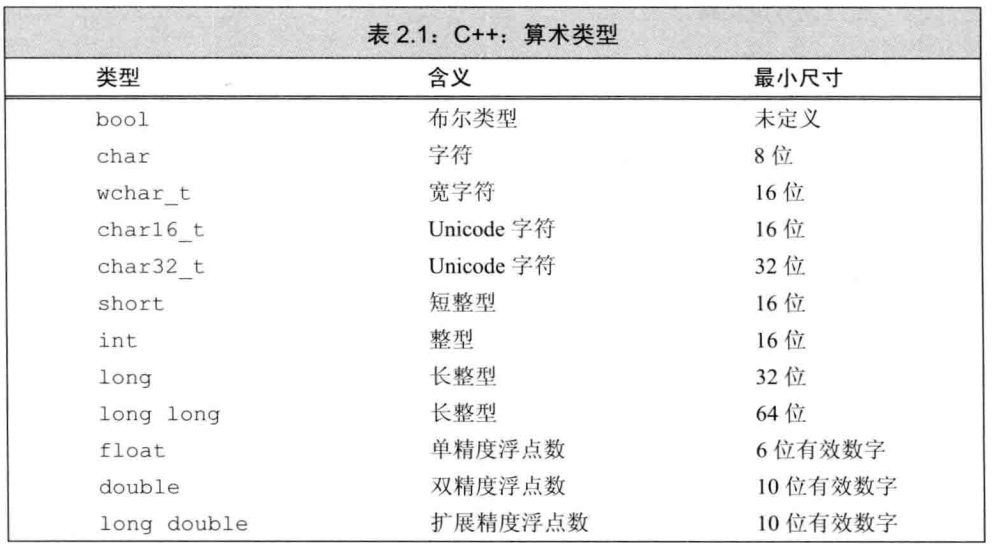 表 2.1：C++：算术类型
类型 含义 最小尺寸
bool 布尔类型 未定义
char 字符 8 位
wchar_t 宽字符 16 位
char16_t Unicode 字符 16 位
char32_t Unicode 字符 32 位
short 短整型 16 位
int 整型 16 位
long 长整型 32 位
long long 长整型 64 位
float 单精度浮点数 6 位有效数字
double 双精度浮点数 10 位有效数字
long double 扩展精度浮点数 10 位有效数字